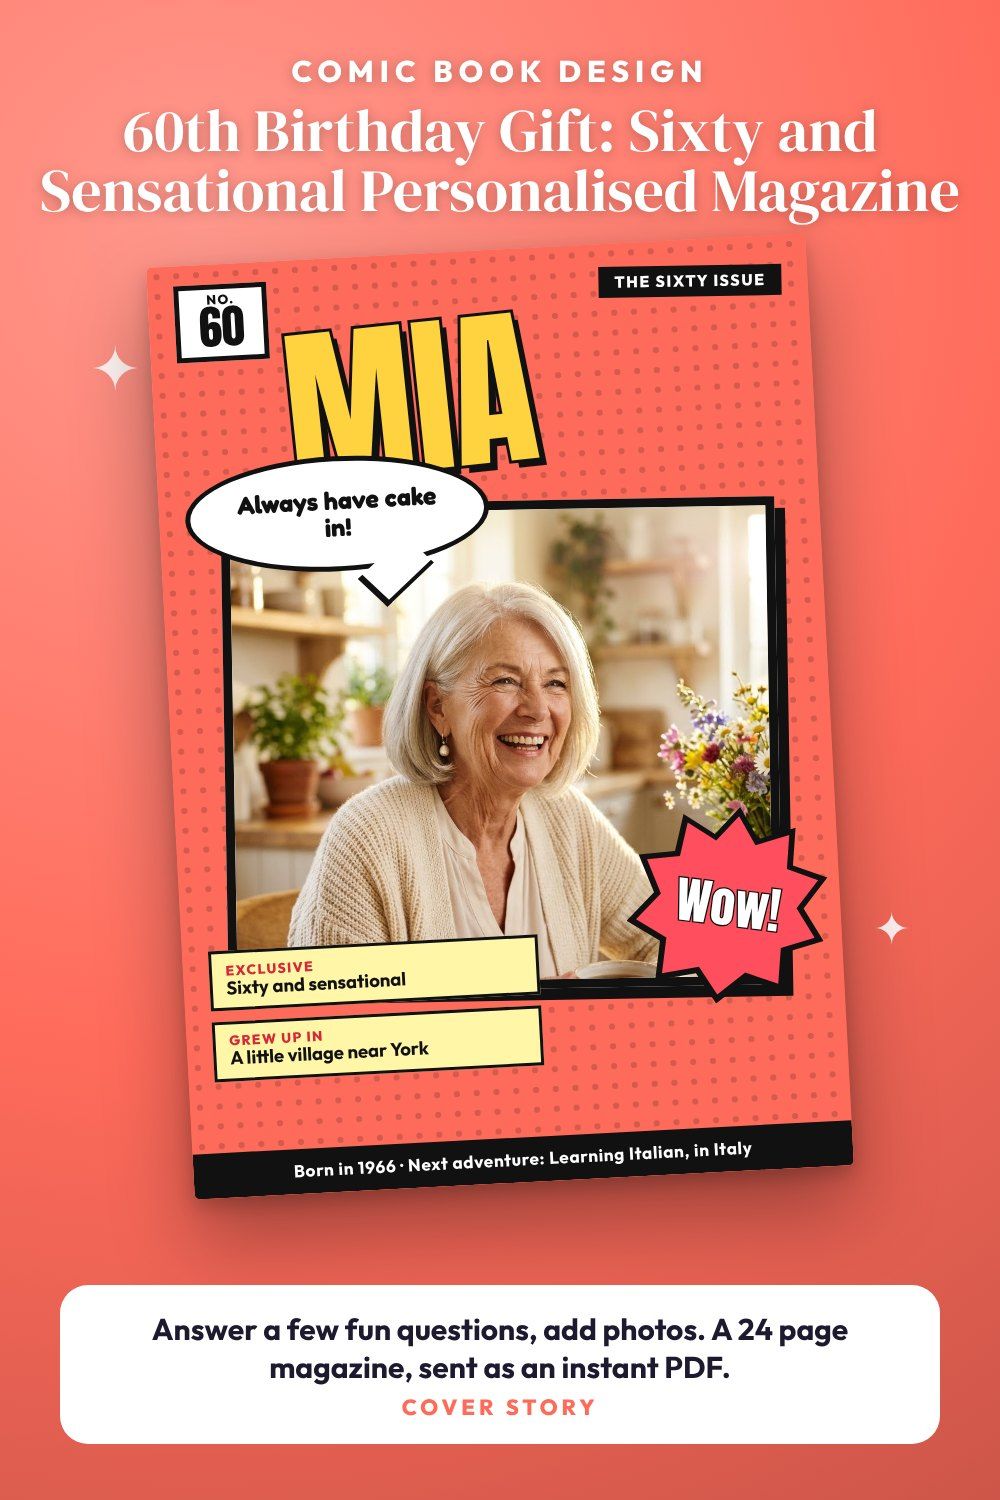 COMIC BOOK DESIGN
60th Birthday Gift: Sixty and
Sensational Personalised Magazine
NO.
60
THE SIXTY ISSUE
MIA
Always have cake
in!
Wow!
EXCLUSIVE
Sixty and sensational
GREW UP IN
A little village near York
Born in 1966 · Next adventure: Learning Italian, in Italy
Answer a few fun questions, add photos. A 24 page
magazine, sent as an instant PDF.
COVER STORY